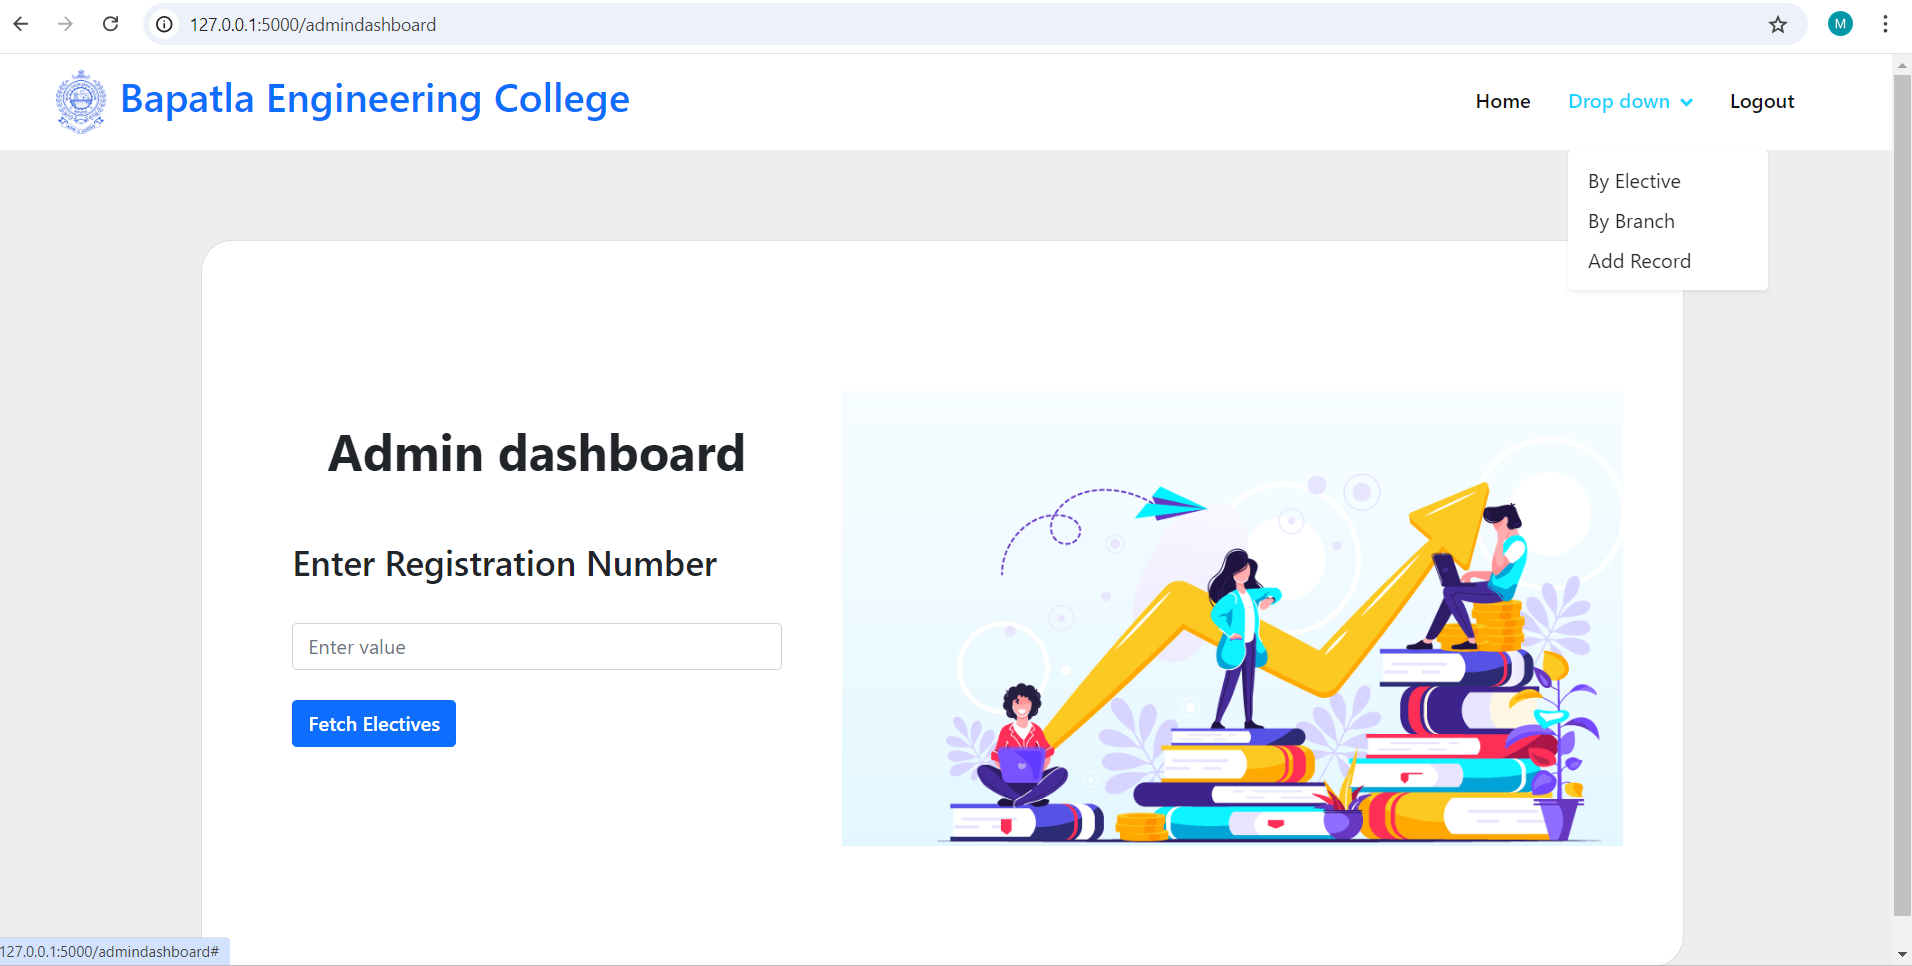 127.0.0.1:5000/admindashboard
M
Bapatla Engineering College
Home
Drop down
Logout
By Elective
By Branch
Add Record
Admin dashboard
Enter Registration Number
Enter value
Fetch Electives
127.0.0.1:5000/admindashboard#